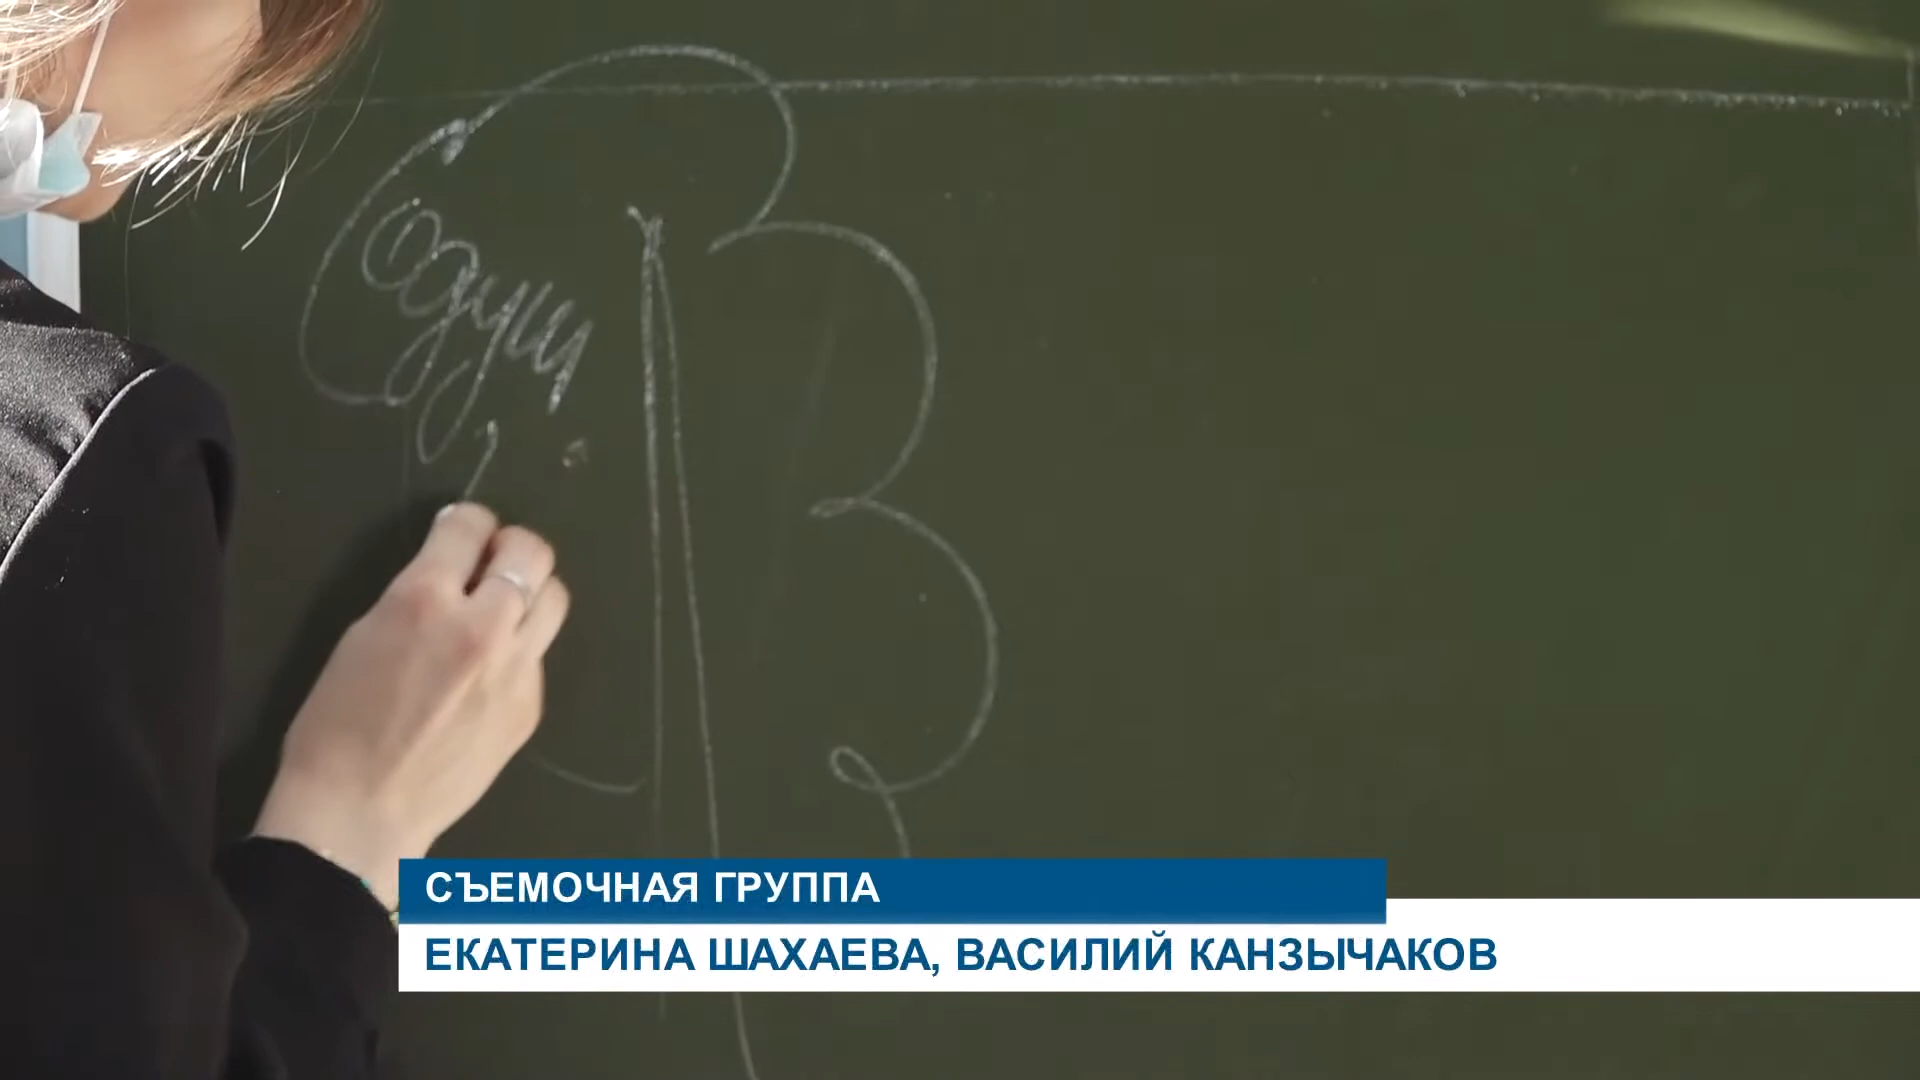 СЪЕМОЧНАЯ ГРУППА
ЕКАТЕРИНА ШАХАЕВА, ВАСИЛИЙ КАНЗЫЧАКОВ